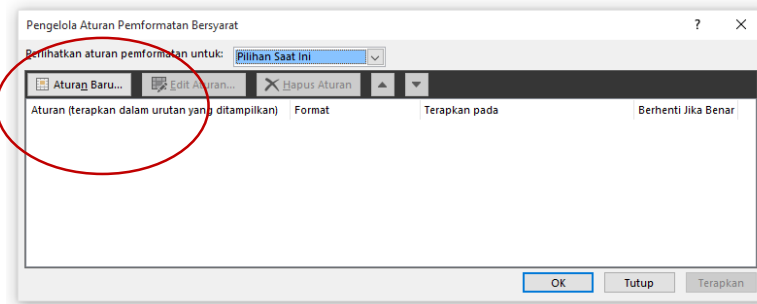 Pengelola Aturan Pemformatan Bersyarat ? X
Perlihatkan aturan pemformatan untuk: Pilihan Saat Ini
Aturan Baru... Edit Aturan... Hapus Aturan
Aturan (terapkan dalam urutan yang ditampilkan) Format Terapkan pada Berhenti Jika Benar
OK Tutup Terapkan